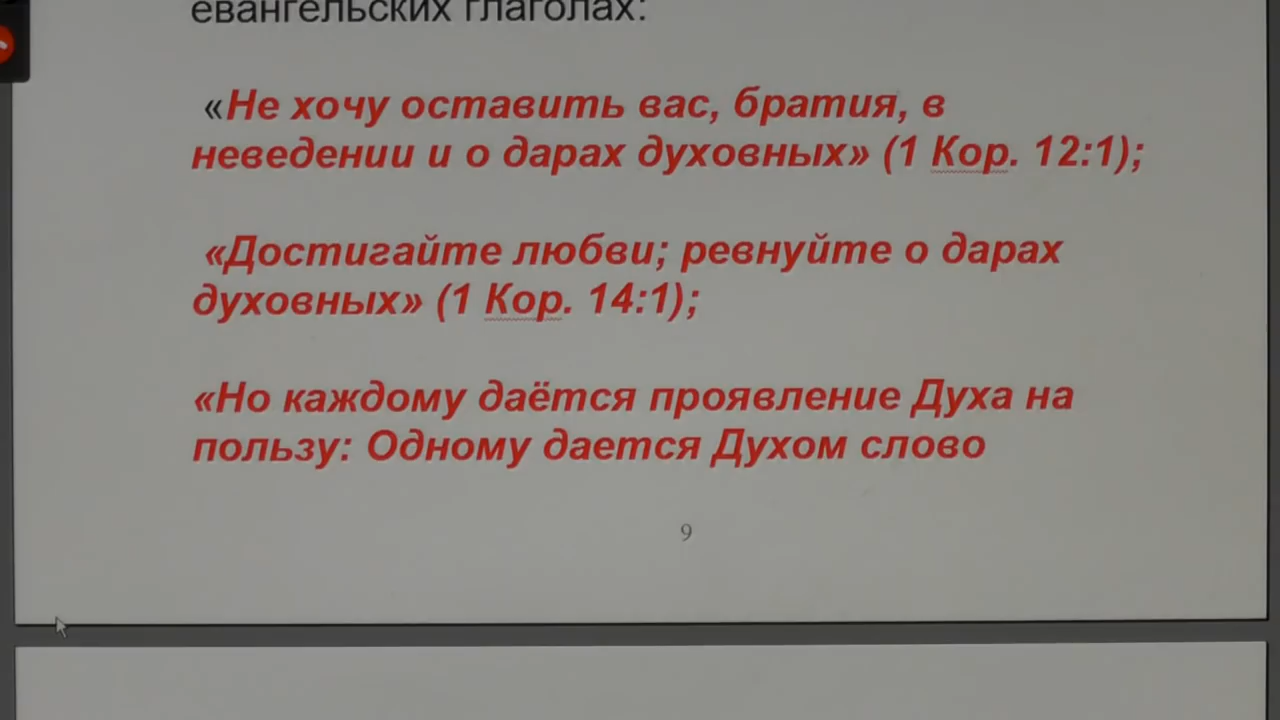 евангельских глаголах:
«Не хочу оставить вас, братия, в
неведении и о дарах духовных» (1 Кор. 12:1);
«Достигайте любви; ревнуйте о дарах
духовных» (1 Кор. 14:1);
«Но каждому даётся проявление Духа на
пользу: Одному дается Духом слово
9